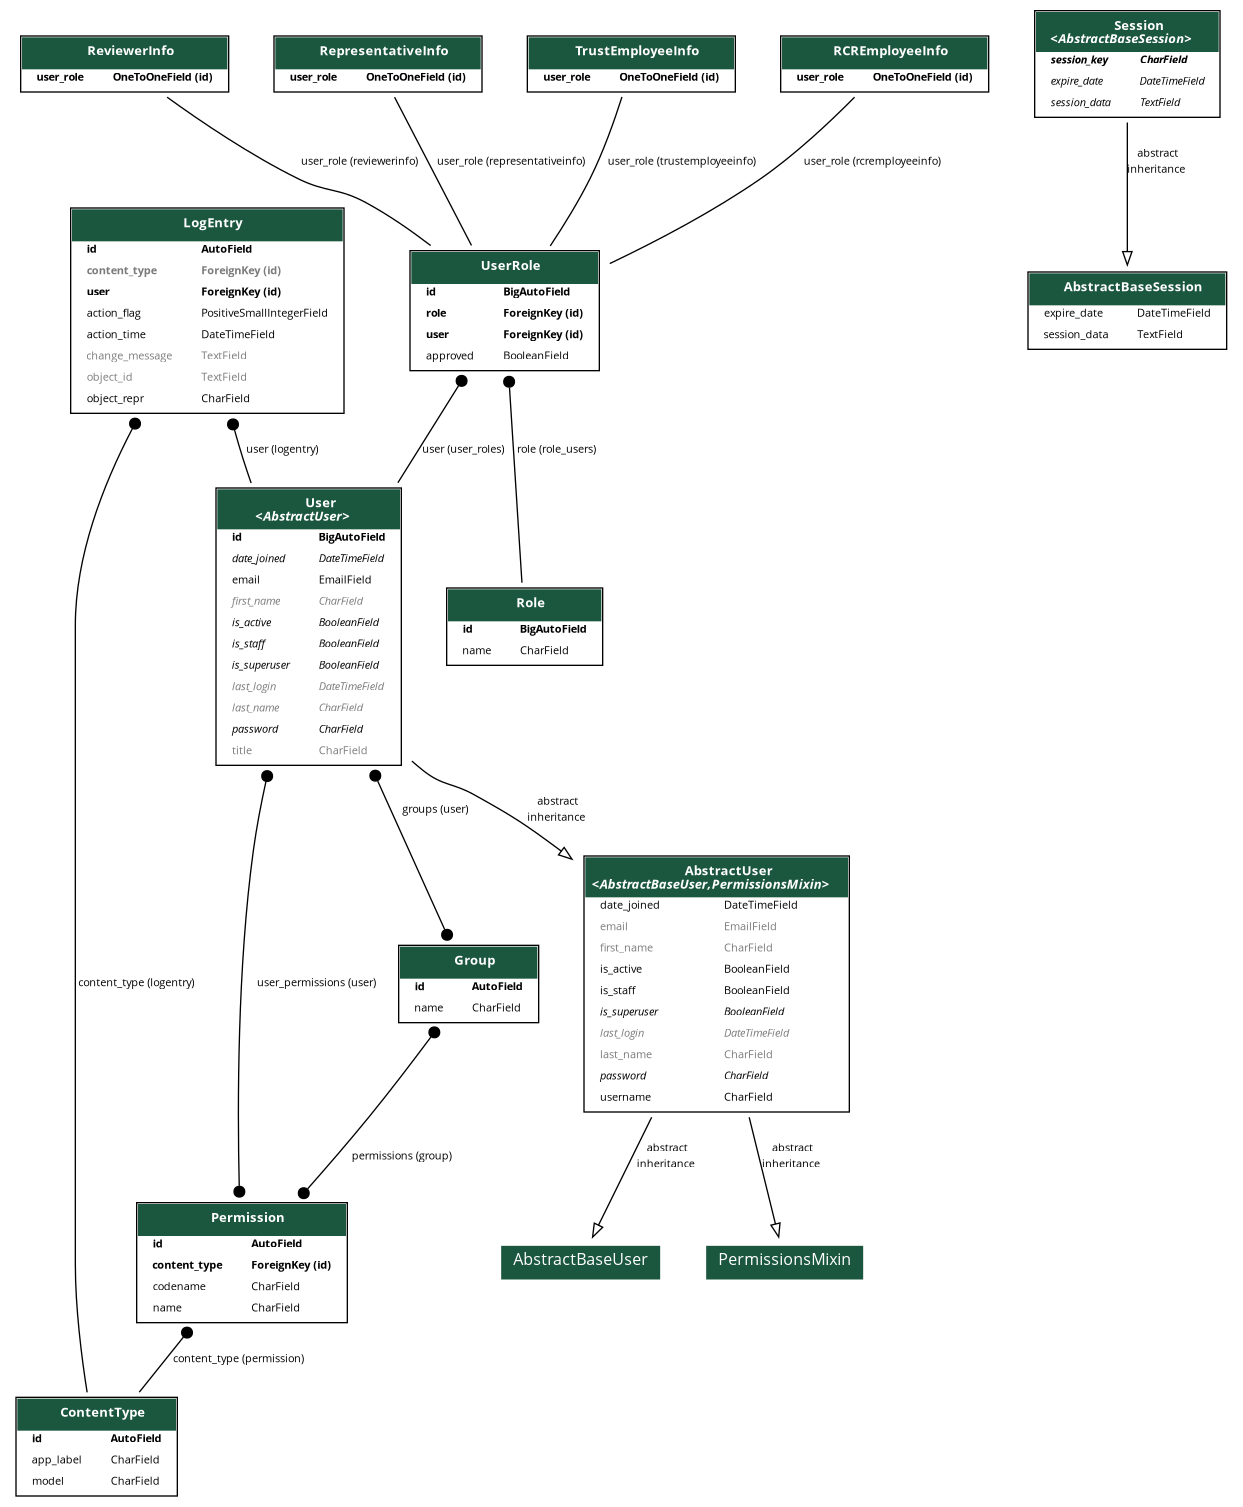 ReviewerInfo
user_role OneToOneField (id)
RepresentativeInfo
user_role OneToOneField (id)
TrustEmployeeInfo
user_role OneToOneField (id)
RCREmployeeInfo
user_role OneToOneField (id)
Session
<AbstractBaseSession>
session_key CharField
expire_date DateTimeField
session_data TextField
user_role (reviewerinfo)
user_role (representativeinfo)
user_role (trustemployeeinfo)
user_role (rcremployeeinfo)
abstract
inheritance
LogEntry
id AutoField
content_type ForeignKey (id)
user ForeignKey (id)
action_flag PositiveSmallIntegerField
action_time DateTimeField
change_message TextField
object_id TextField
object_repr CharField
UserRole
id BigAutoField
role ForeignKey (id)
user ForeignKey (id)
approved BooleanField
AbstractBaseSession
expire_date DateTimeField
session_data TextField
user (logentry)
user (user_roles)
role (role_users)
User
<AbstractUser>
id BigAutoField
date_joined DateTimeField
email EmailField
first_name CharField
is_active BooleanField
is_staff BooleanField
is_superuser BooleanField
last_login DateTimeField
last_name CharField
password CharField
title CharField
Role
id BigAutoField
name CharField
groups (user)
abstract
inheritance
AbstractUser
<AbstractBaseUser,PermissionsMixin>
date_joined DateTimeField
email EmailField
first_name CharField
is_active BooleanField
is_staff BooleanField
is_superuser BooleanField
last_login DateTimeField
last_name CharField
password CharField
username CharField
Group
id AutoField
name CharField
content_type (logentry)
user_permissions (user)
permissions (group)
abstract
inheritance
abstract
inheritance
Permission
id AutoField
content_type ForeignKey (id)
codename CharField
name CharField
AbstractBaseUser
PermissionsMixin
content_type (permission)
ContentType
id AutoField
app_label CharField
model CharField